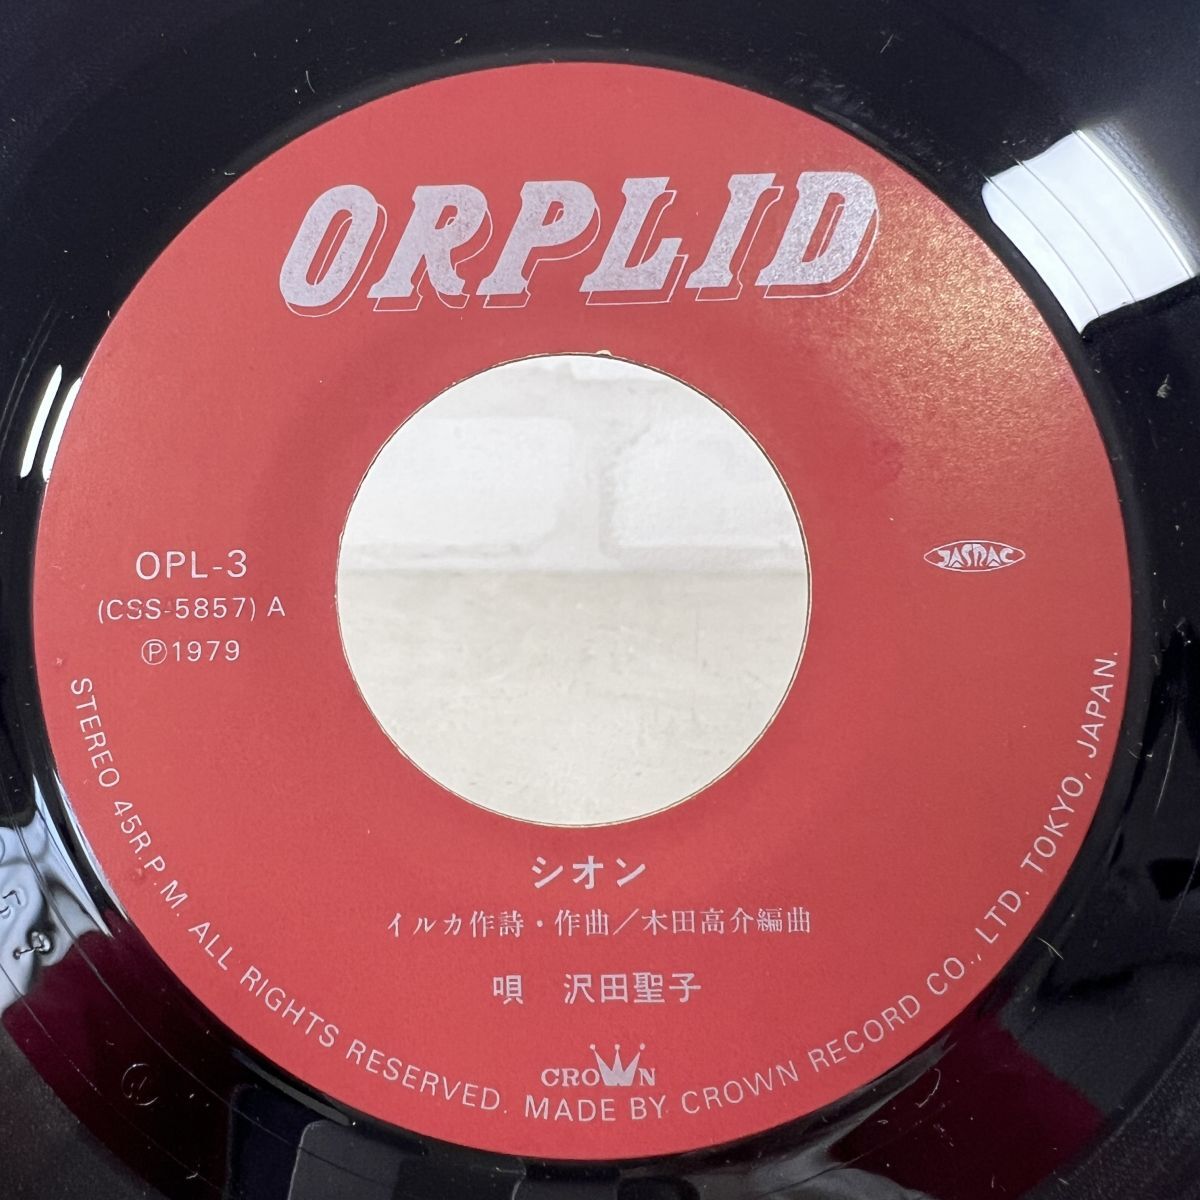 ORPLID
OPL-3
(CSS-5857) A
Ⓟ1979
JASRAC
シオン
イルカ作詩・作曲／木田高介編曲
唄 沢田聖子
CROWN
STEREO 45R.P.M. ALL RIGHTS RESERVED. MADE BY CROWN RECORD CO., LTD. TOKYO, JAPAN.